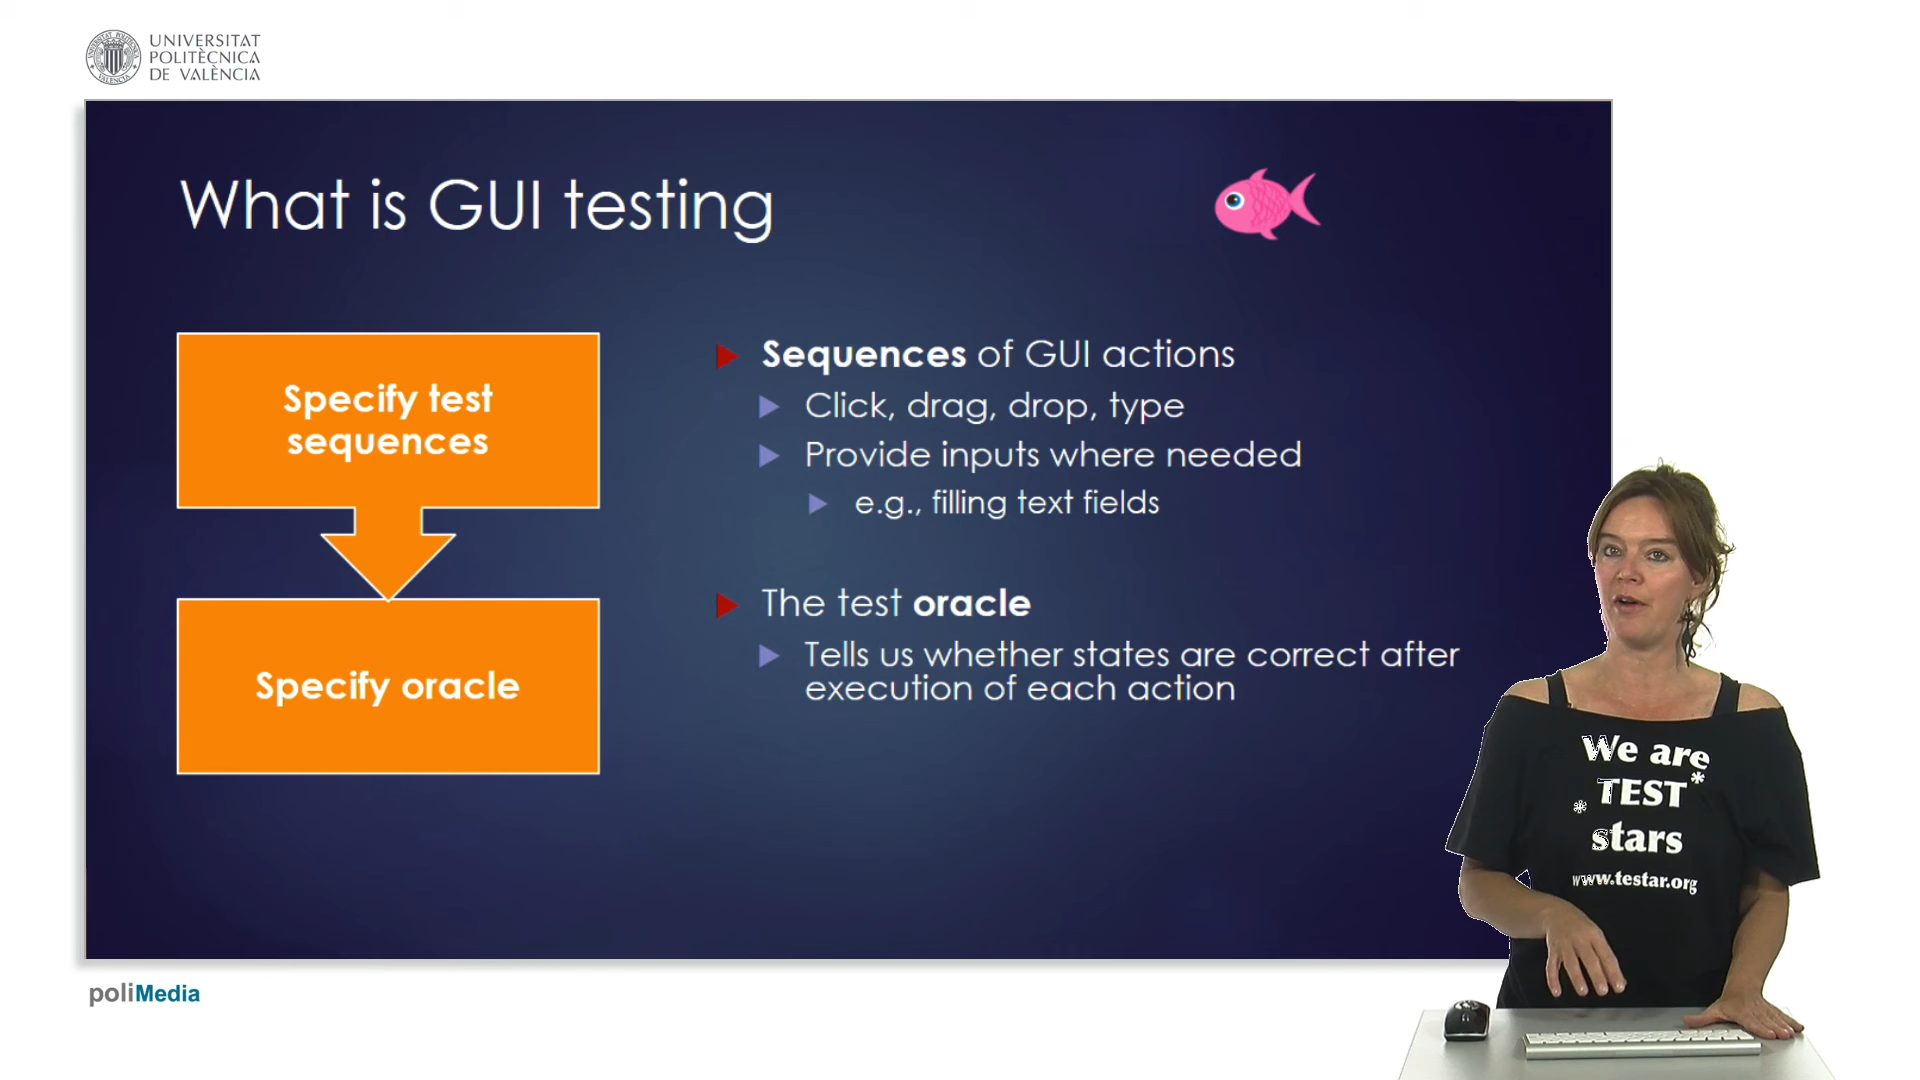 UNIVERSITAT
POLITÈCNICA
DE VALÈNCIA
What is GUI testing
Specify test
sequences
Specify oracle
Sequences of GUI actions
Click, drag, drop, type
Provide inputs where needed
e.g., filling text fields
The test oracle
Tells us whether states are correct after
execution of each action
We are
TEST*
* stars
www.testar.org
poliMedia